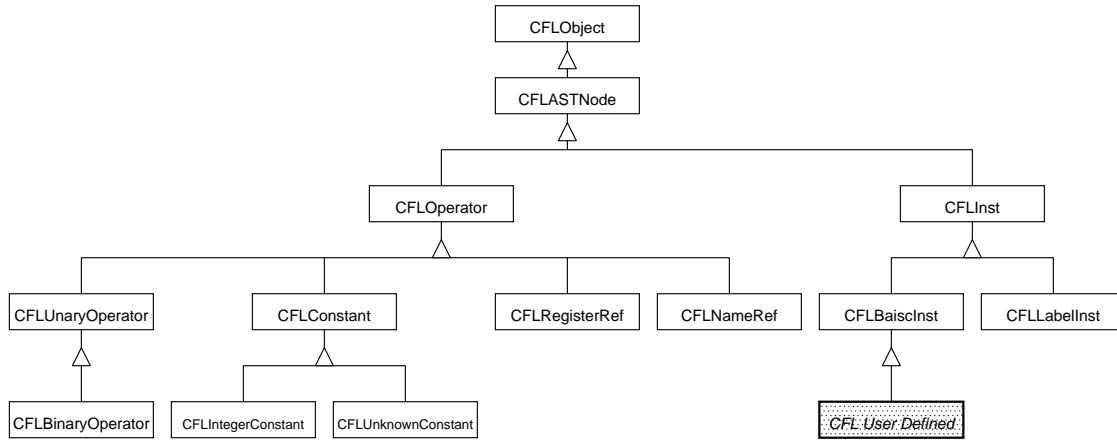 CFLObject
CFLASTNode
CFLOperator
CFLInst
CFLUnaryOperator
CFLConstant
CFLRegisterRef
CFLNameRef
CFLBaiscInst
CFLLabelInst
CFLBinaryOperator
CFLIntegerConstant
CFLUnknownConstant
CFL User Defined